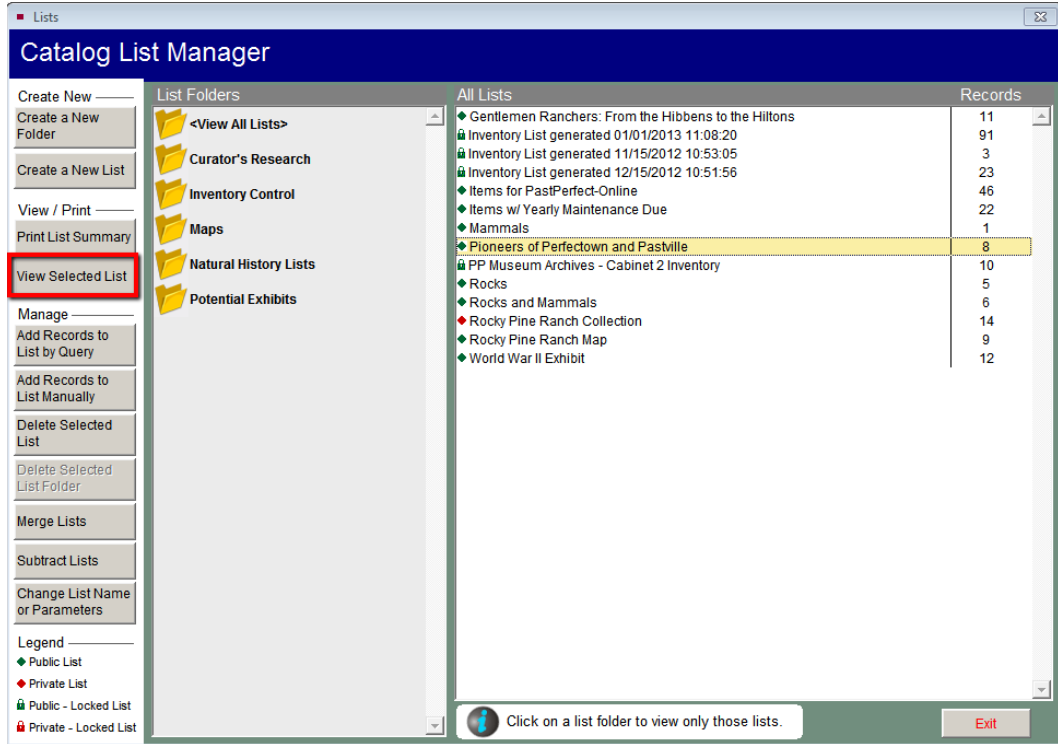 Lists
Catalog List Manager
Create New
Create a New
Folder
Create a New List
View / Print
Print List Summary
View Selected List
Manage
Add Records to
List by Query
Add Records to
List Manually
Delete Selected
List
Delete Selected
List Folder
Merge Lists
Subtract Lists
Change List Name
or Parameters
Legend
Public List
Private List
Public - Locked List
Private - Locked List
List Folders
<View All Lists>
Curator's Research
Inventory Control
Maps
Natural History Lists
Potential Exhibits
All Lists Records
Gentlemen Ranchers: From the Hibbens to the Hiltons 11
Inventory List generated 01/01/2013 11:08:20 91
Inventory List generated 11/15/2012 10:53:05 3
Inventory List generated 12/15/2012 10:51:56 23
Items for PastPerfect-Online 46
Items w/ Yearly Maintenance Due 22
Mammals 1
Pioneers of Perfectown and Pastville 8
PP Museum Archives - Cabinet 2 Inventory 10
Rocks 5
Rocks and Mammals 6
Rocky Pine Ranch Collection 14
Rocky Pine Ranch Map 9
World War II Exhibit 12
Click on a list folder to view only those lists.
Exit